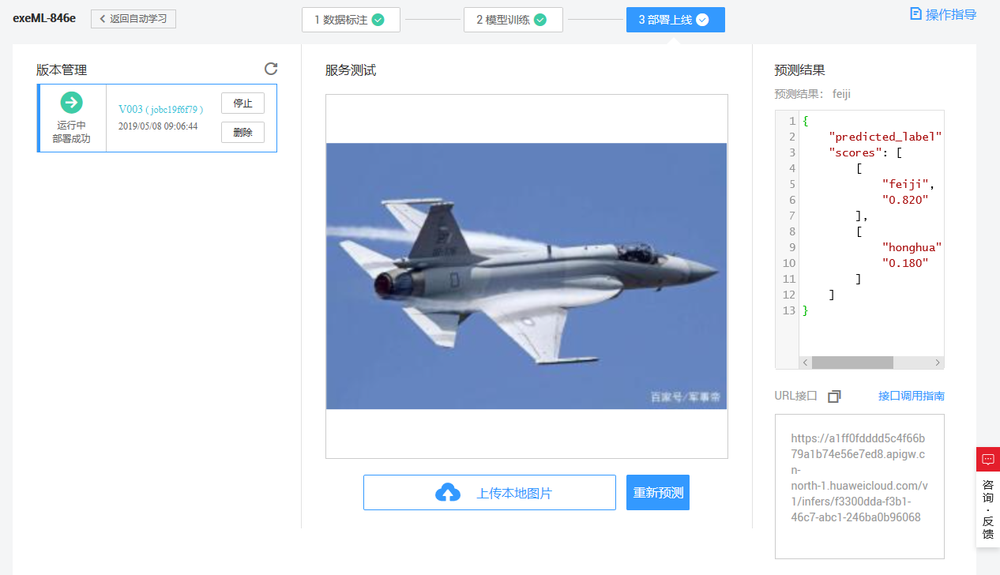 exeML-846e
返回自动学习
1 数据标注
2 模型训练
3 部署上线
操作指导
版本管理
运行中
部署成功
V003 ( jobc19f6f79 )
2019/05/08 09:06:44
停止
删除
服务测试
百家号/军事帝
上传本地图片
重新预测
预测结果
预测结果： feiji
1 {
2 "predicted_label"
3 "scores": [
4 [
5 "feiji",
6 "0.820"
7 ],
8 [
9 "honghua"
10 "0.180"
11 ]
12 ]
13 }
URL接口
接口调用指南
https://a1ff0fdddd5c4f66b
79a1b74e56e7ed8.apigw.c
n-
north-1.huaweicloud.com/v
1/infers/f3300dda-f3b1-
46c7-abc1-246ba0b96068
咨
询
·
反
馈